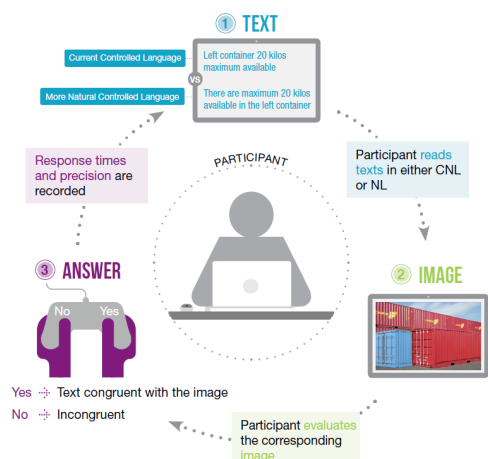 1 TEXT
Current Controlled Language
Left container 20 kilos
maximum available
VS
More Natural Controlled Language
There are maximum 20 kilos
available in the left container
Response times
and precision are
recorded
PARTICIPANT
Participant reads
texts in either CNL
or NL
3 ANSWER
No Yes
2 IMAGE
Yes Text congruent with the image
No Incongruent
Participant evaluates
the corresponding
image